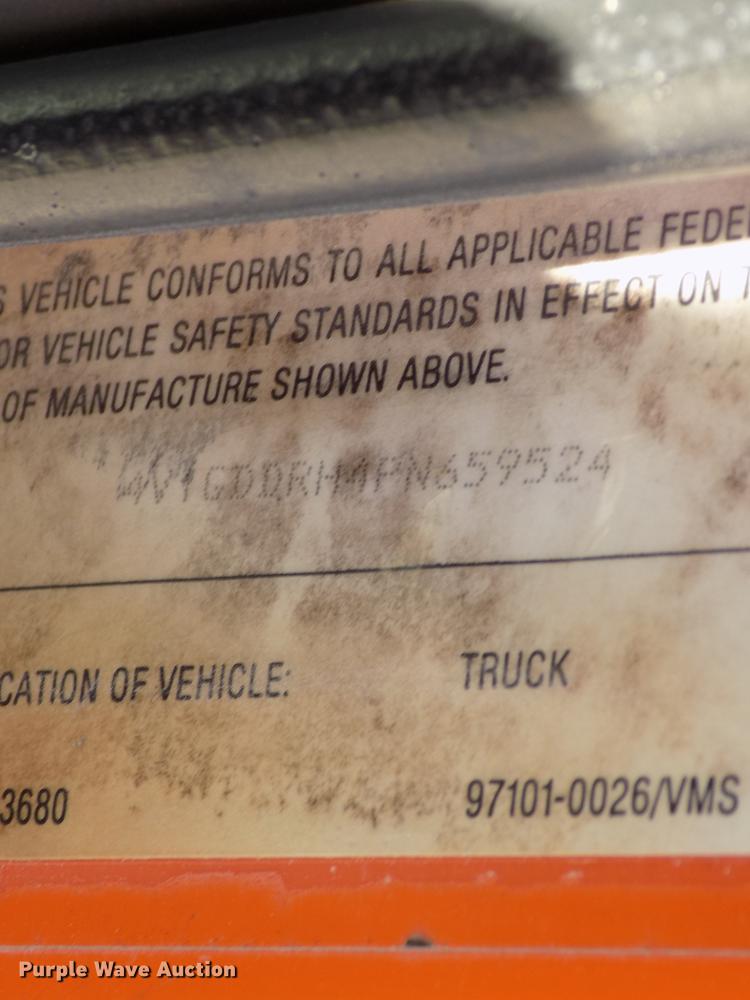 VEHICLE CONFORMS TO ALL APPLICABLE FEDE
OR VEHICLE SAFETY STANDARDS IN EFFECT ON T
OF MANUFACTURE SHOWN ABOVE.
CATION OF VEHICLE: TRUCK
3680 97101-0026/VMS
Purple Wave Auction